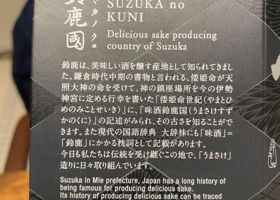 鈴鹿國
SUZUKA no
KUNI
Delicious sake producing
country of Suzuka
鈴鹿は、美味しい酒を醸す産地として知られてきまし
た。鎌倉時代中期の書物と言われる、倭姫命が天
照大神の命を受けて、神の鎮座場所を今の伊勢
神宮に定める行幸を書いた「倭姫命世記(やまとひ
めのみことせいき)」に、「味酒鈴鹿国(うまさけすず
かのくに)」の記述がみられ、その古さを知ることがで
きます。また現代の国語辞典 大辞林にも「味酒」=
「鈴鹿」にかかる枕詞として記載があります。
今日も私たちは伝統を受け継ぐこの地で、「うまさけ」
造りに日々取り組んでいます。
Suzuka in Mie prefecture, Japan has a long history of
being famous for producing delicious sake.
Its history for producing delicious sake can be traced